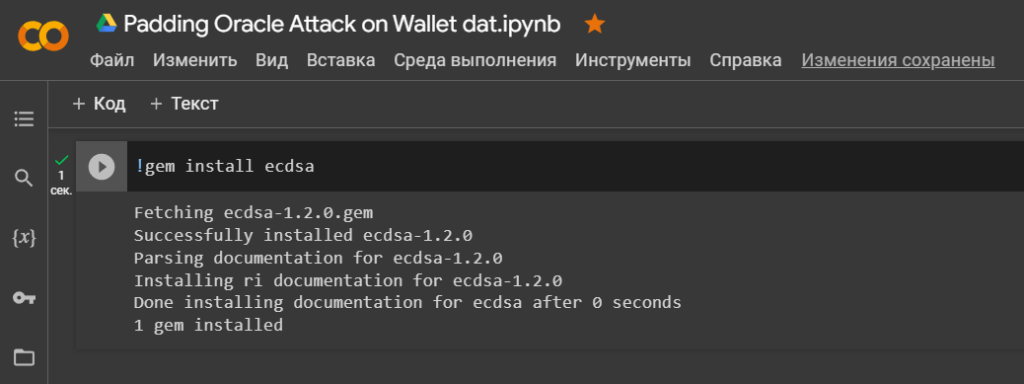 Padding Oracle Attack on Wallet dat.ipynb
Файл Изменить Вид Вставка Среда выполнения Инструменты Справка Изменения сохранены
+ Код + Текст
1 сек.
!gem install ecdsa
Fetching ecdsa-1.2.0.gem
Successfully installed ecdsa-1.2.0
Parsing documentation for ecdsa-1.2.0
Installing ri documentation for ecdsa-1.2.0
Done installing documentation for ecdsa after 0 seconds
1 gem installed
{x}